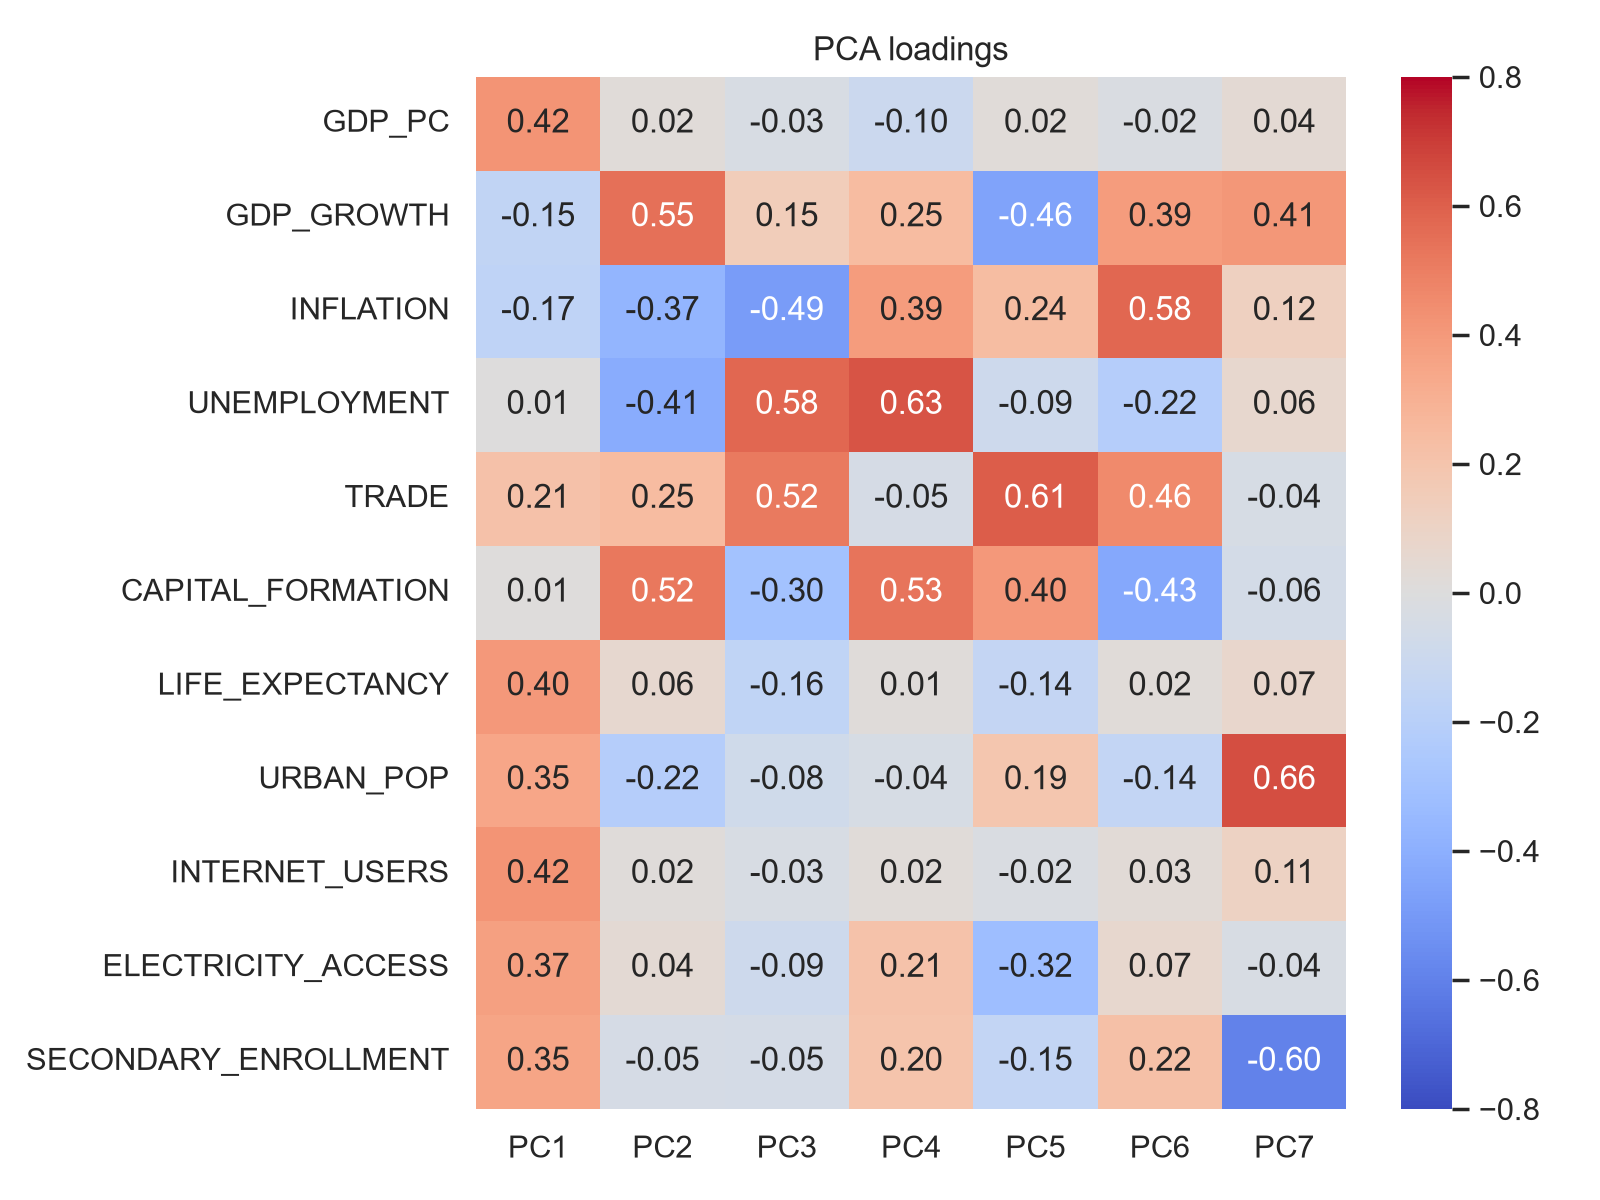 PCA loadings
GDP_PC 0.42 0.02 -0.03 -0.10 0.02 -0.02 0.04
GDP_GROWTH -0.15 0.55 0.15 0.25 -0.46 0.39 0.41
INFLATION -0.17 -0.37 -0.49 0.39 0.24 0.58 0.12
UNEMPLOYMENT 0.01 -0.41 0.58 0.63 -0.09 -0.22 0.06
TRADE 0.21 0.25 0.52 -0.05 0.61 0.46 -0.04
CAPITAL_FORMATION 0.01 0.52 -0.30 0.53 0.40 -0.43 -0.06
LIFE_EXPECTANCY 0.40 0.06 -0.16 0.01 -0.14 0.02 0.07
URBAN_POP 0.35 -0.22 -0.08 -0.04 0.19 -0.14 0.66
INTERNET_USERS 0.42 0.02 -0.03 0.02 -0.02 0.03 0.11
ELECTRICITY_ACCESS 0.37 0.04 -0.09 0.21 -0.32 0.07 -0.04
SECONDARY_ENROLLMENT 0.35 -0.05 -0.05 0.20 -0.15 0.22 -0.60
PC1 PC2 PC3 PC4 PC5 PC6 PC7
0.8
0.6
0.4
0.2
0.0
−0.2
−0.4
−0.6
−0.8